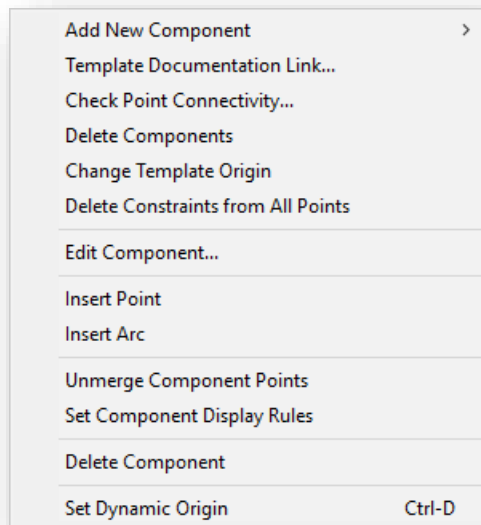 Add New Component
Template Documentation Link...
Check Point Connectivity...
Delete Components
Change Template Origin
Delete Constraints from All Points
Edit Component...
Insert Point
Insert Arc
Unmerge Component Points
Set Component Display Rules
Delete Component
Set Dynamic Origin Ctrl-D